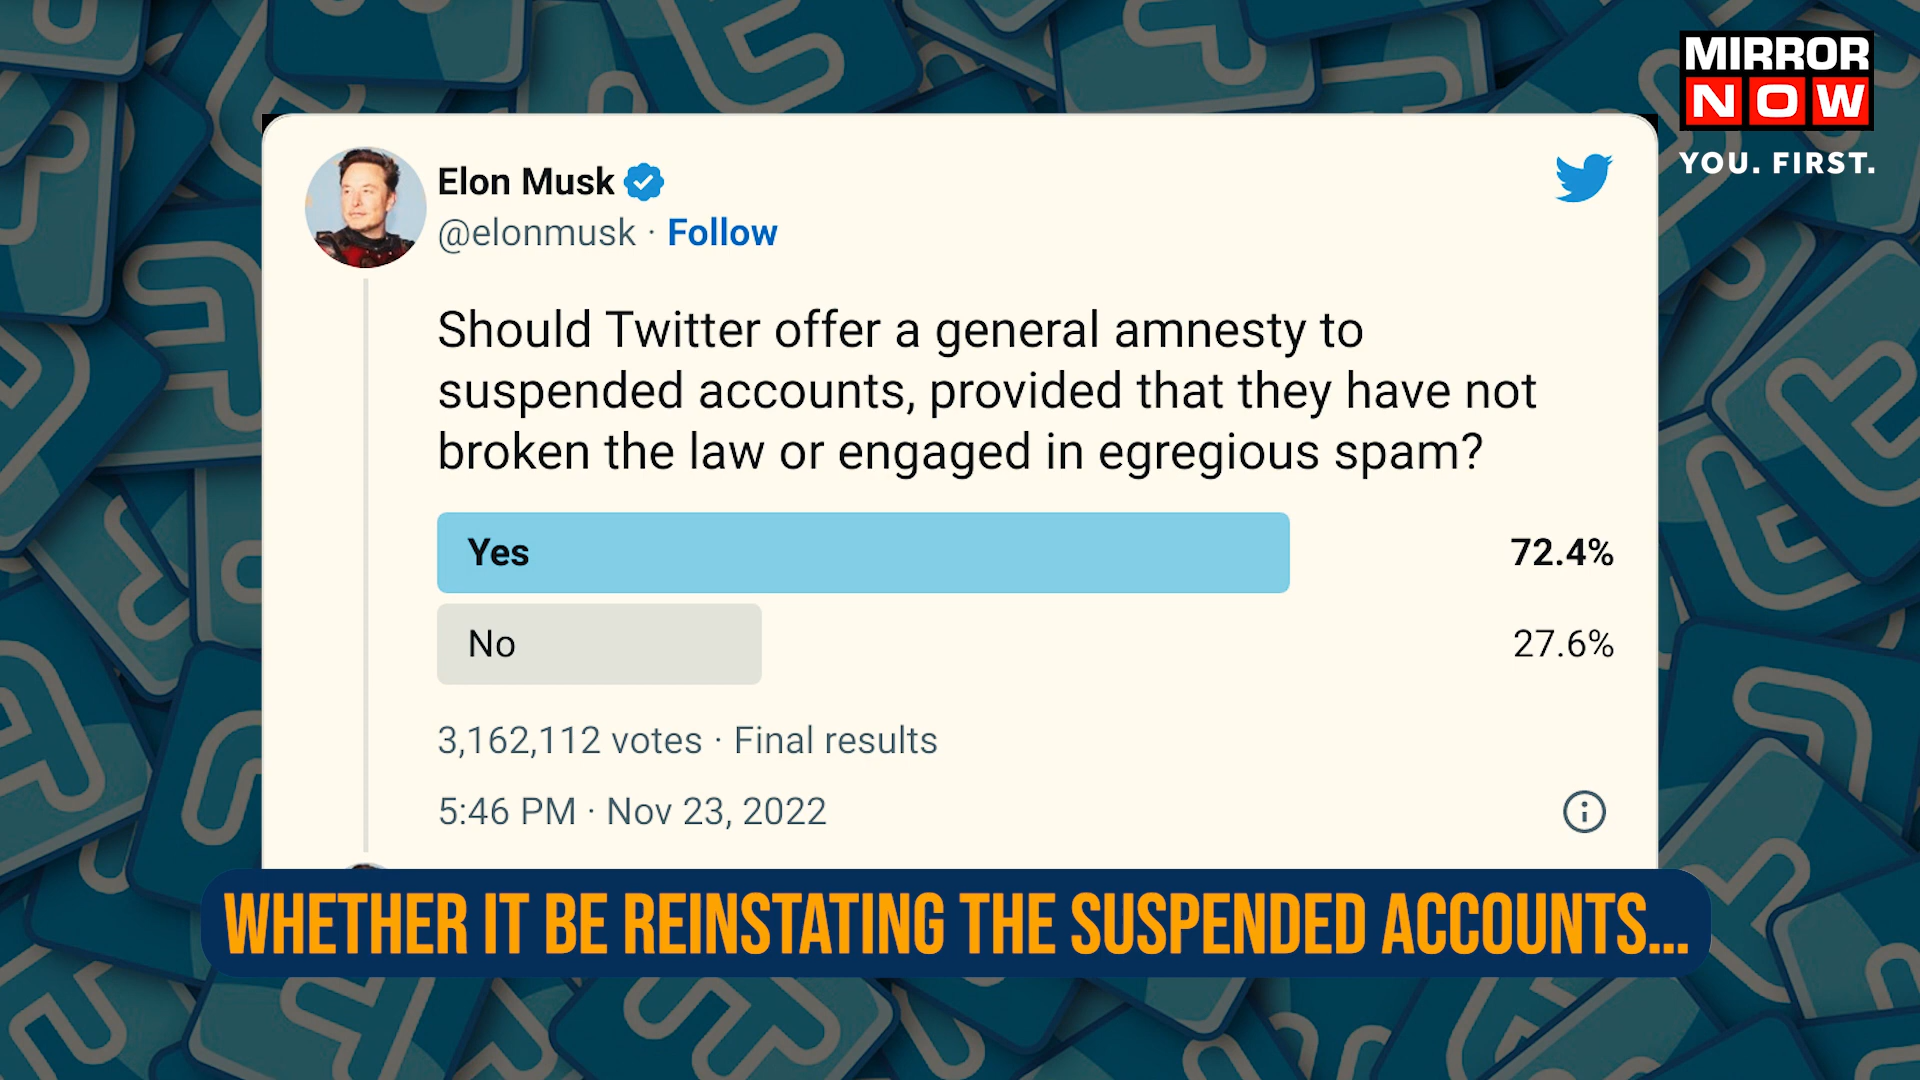 MIRROR
NOW
YOU. FIRST.
Elon Musk
@elonmusk · Follow
Should Twitter offer a general amnesty to
suspended accounts, provided that they have not
broken the law or engaged in egregious spam?
Yes 72.4%
No 27.6%
3,162,112 votes · Final results
5:46 PM · Nov 23, 2022
WHETHER IT BE REINSTATING THE SUSPENDED ACCOUNTS...